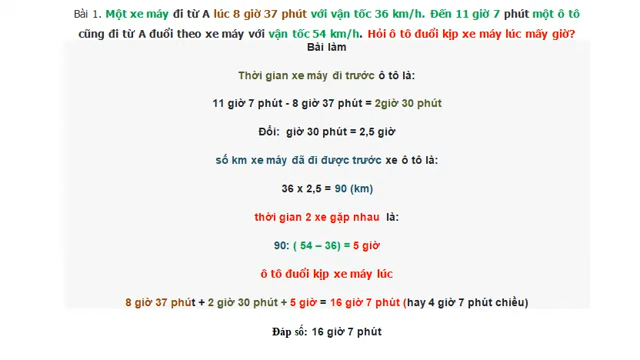 Bài 1. Một xe máy đi từ A lúc 8 giờ 37 phút với vận tốc 36 km/h. Đến 11 giờ 7 phút một ô tô
cũng đi từ A đuổi theo xe máy với vận tốc 54 km/h. Hỏi ô tô đuổi kịp xe máy lúc mấy giờ?
Bài làm
Thời gian xe máy đi trước ô tô là:
11 giờ 7 phút - 8 giờ 37 phút = 2giờ 30 phút
Đổi: giờ 30 phút = 2,5 giờ
số km xe máy đã đi được trước xe ô tô là:
36 x 2,5 = 90 (km)
thời gian 2 xe gặp nhau là:
90: ( 54 – 36) = 5 giờ
ô tô đuổi kịp xe máy lúc
8 giờ 37 phút + 2 giờ 30 phút + 5 giờ = 16 giờ 7 phút (hay 4 giờ 7 phút chiều)
Đáp số: 16 giờ 7 phút